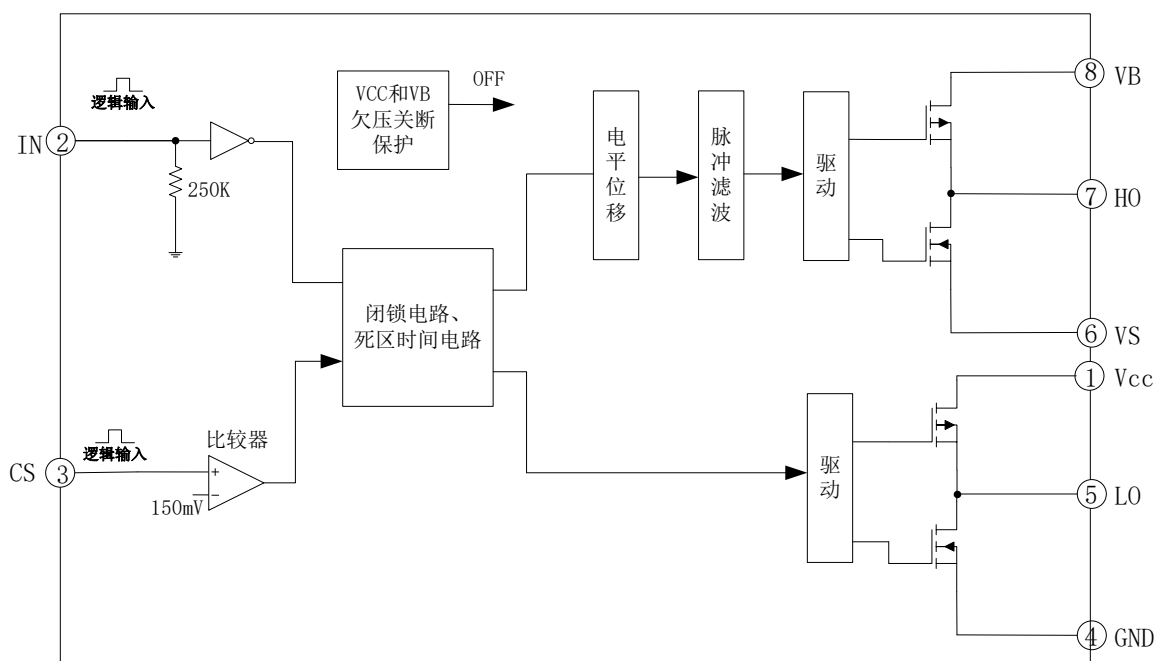 逻辑输入
IN
②
250K
VCC和VB
欠压关断
保护
OFF
电平位移
脉冲滤波
驱动
⑧
VB
⑦
HO
⑥
VS
闭锁电路、
死区时间电路
逻辑输入
CS
③
比较器
+
−
150mV
驱动
①
Vcc
⑤
LO
④
GND